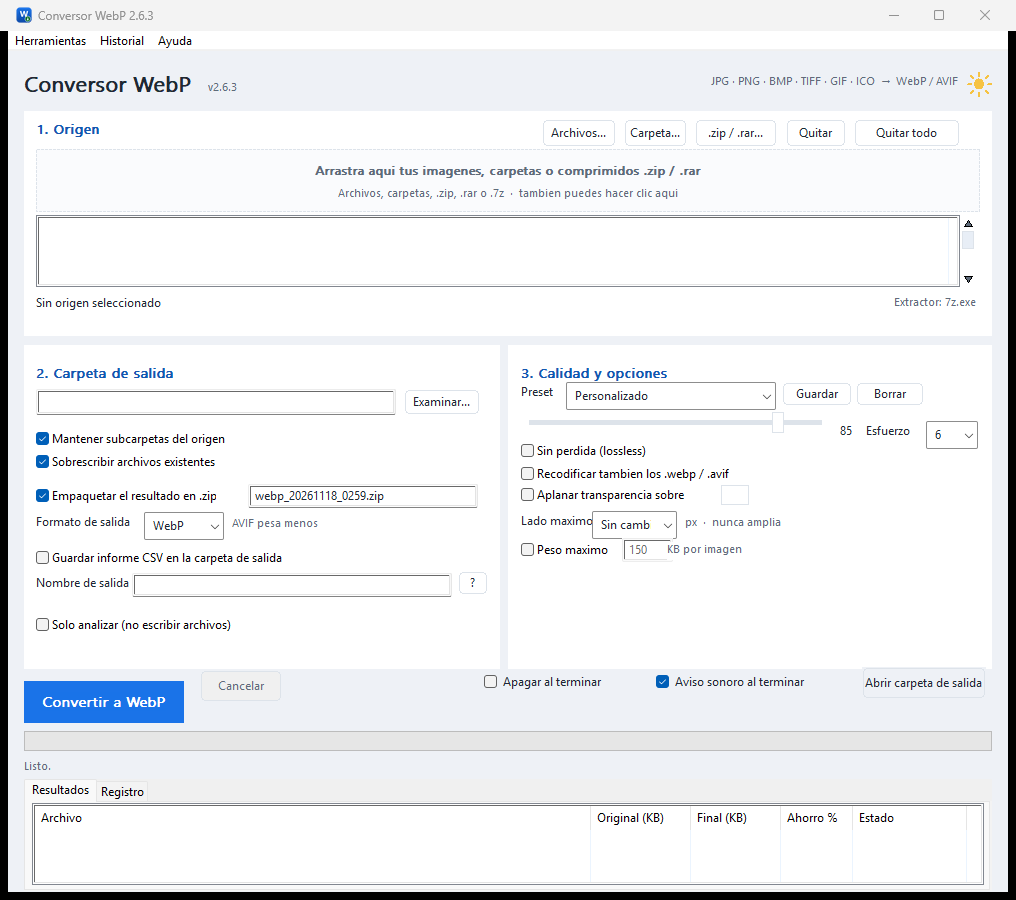 Conversor WebP 2.6.3
Herramientas Historial Ayuda
Conversor WebP v2.6.3 JPG · PNG · BMP · TIFF · GIF · ICO → WebP / AVIF
1. Origen Archivos... Carpeta... .zip / .rar... Quitar Quitar todo
Arrastra aqui tus imagenes, carpetas o comprimidos .zip / .rar
Archivos, carpetas, .zip, .rar o .7z · tambien puedes hacer clic aqui
Sin origen seleccionado Extractor: 7z.exe
2. Carpeta de salida
Examinar...
Mantener subcarpetas del origen
Sobrescribir archivos existentes
Empaquetar el resultado en .zip webp_20261118_0259.zip
Formato de salida WebP AVIF pesa menos
Guardar informe CSV en la carpeta de salida
Nombre de salida ?
Solo analizar (no escribir archivos)
3. Calidad y opciones
Preset Personalizado Guardar Borrar
85 Esfuerzo 6
Sin perdida (lossless)
Recodificar tambien los .webp / .avif
Aplanar transparencia sobre
Lado maximo Sin camb px · nunca amplia
Peso maximo 150 KB por imagen
Convertir a WebP Cancelar Apagar al terminar Aviso sonoro al terminar Abrir carpeta de salida
Listo.
Resultados Registro
Archivo Original (KB) Final (KB) Ahorro % Estado